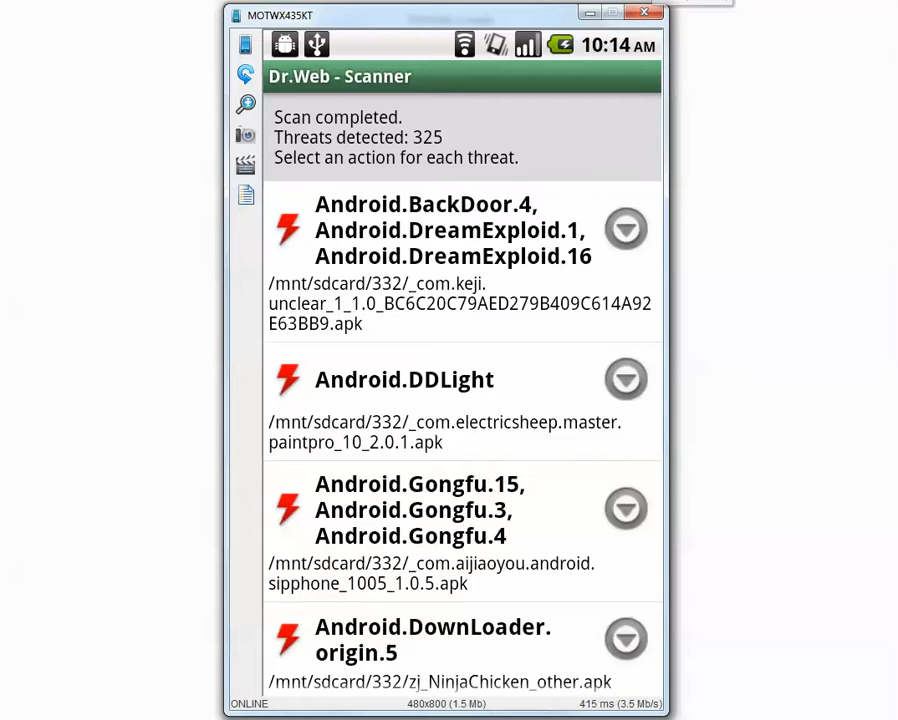 MOTWX435KT
10:14 AM
Dr.Web - Scanner
Scan completed.
Threats detected: 325
Select an action for each threat.
Android.BackDoor.4,
Android.DreamExploid.1,
Android.DreamExploid.16
/mnt/sdcard/332/_com.keji.
unclear_1_1.0_BC6C20C79AED279B409C614A92
E63BB9.apk
Android.DDLight
/mnt/sdcard/332/_com.electricsheep.master.
paintpro_10_2.0.1.apk
Android.Gongfu.15,
Android.Gongfu.3,
Android.Gongfu.4
/mnt/sdcard/332/_com.aijiaoyou.android.
sipphone_1005_1.0.5.apk
Android.DownLoader.
origin.5
/mnt/sdcard/332/zj_NinjaChicken_other.apk
ONLINE 480x800 (1.5 Mb) 415 ms (3.5 Mb/s)